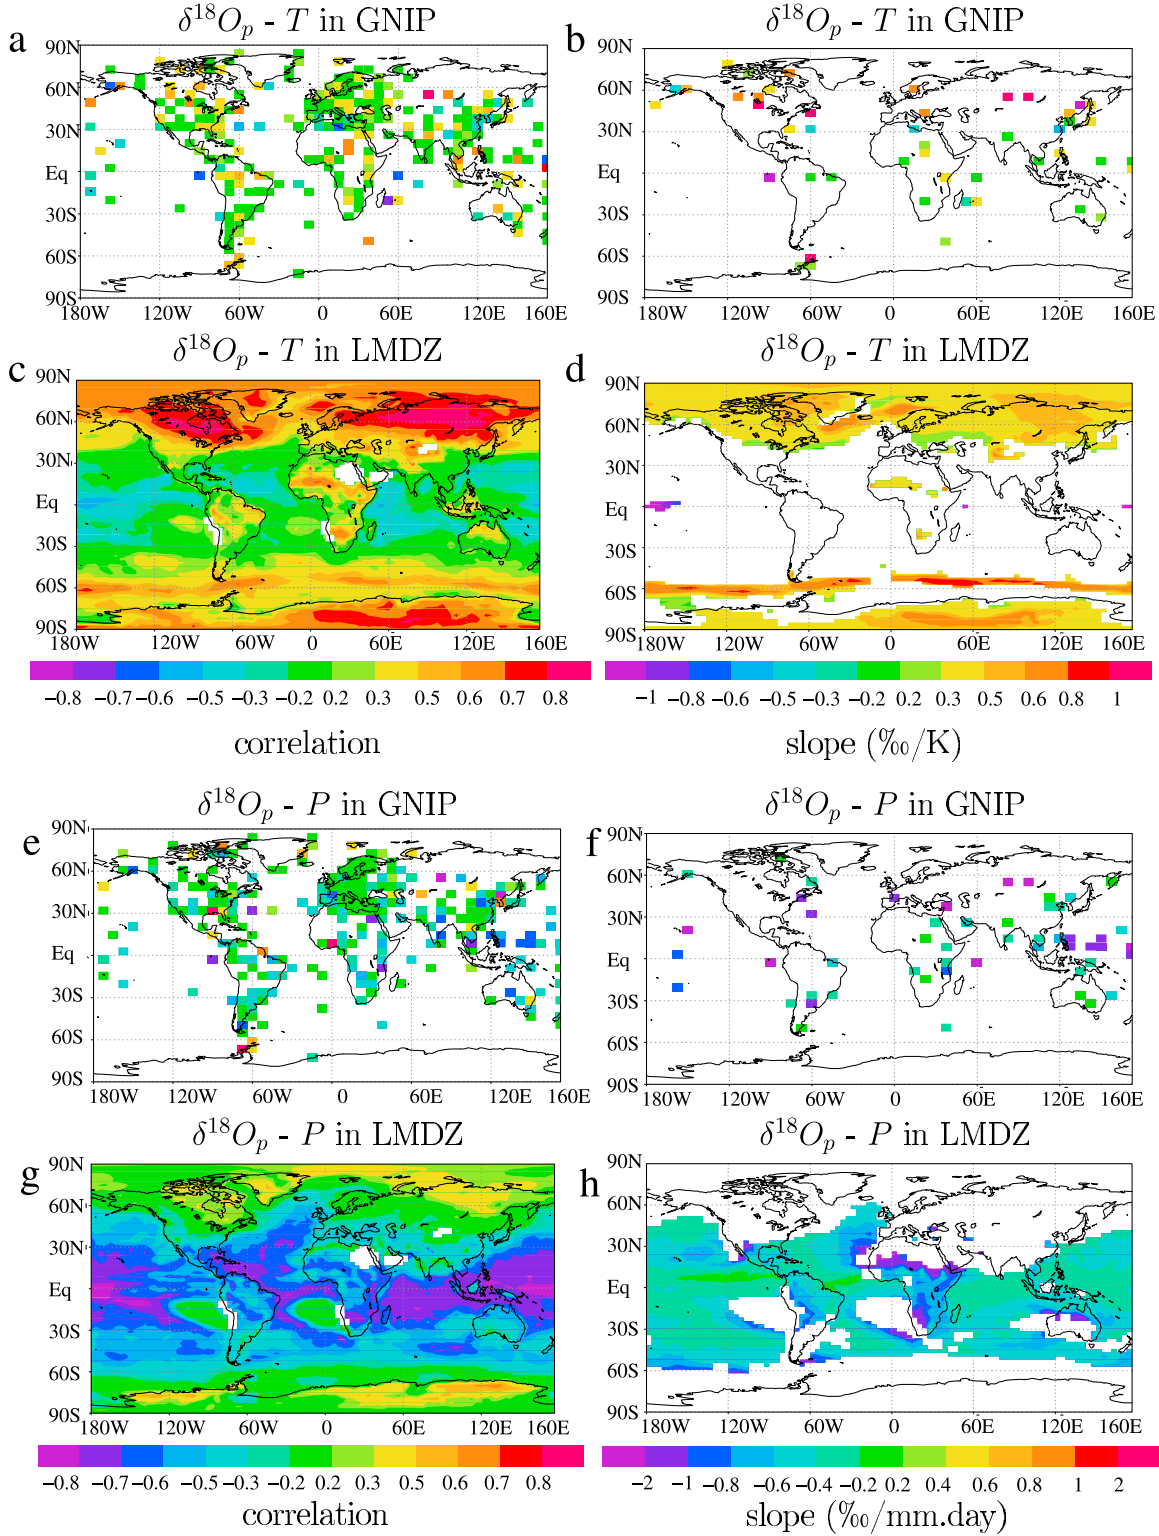 δ¹⁸Oₚ - T in GNIP
a
90N
60N
30N
Eq
30S
60S
90S
180W 120W 60W 0 60E 120E 160E
δ¹⁸Oₚ - T in GNIP
b
90N
60N
30N
Eq
30S
60S
90S
180W 120W 60W 0 60E 120E 160E
δ¹⁸Oₚ - T in LMDZ
c
90N
60N
30N
Eq
30S
60S
90S
180W 120W 60W 0 60E 120E 160E
−0.8 −0.7 −0.6 −0.5 −0.3 −0.2 0.2 0.3 0.5 0.6 0.7 0.8
correlation
δ¹⁸Oₚ - T in LMDZ
d
90N
60N
30N
Eq
30S
60S
90S
180W 120W 60W 0 60E 120E 160E
−1 −0.8 −0.6 −0.5 −0.3 −0.2 0.2 0.3 0.5 0.6 0.8 1
slope (‰/K)
δ¹⁸Oₚ - P in GNIP
e
90N
60N
30N
Eq
30S
60S
90S
180W 120W 60W 0 60E 120E 160E
δ¹⁸Oₚ - P in GNIP
f
90N
60N
30N
Eq
30S
60S
90S
180W 120W 60W 0 60E 120E 160E
δ¹⁸Oₚ - P in LMDZ
g
90N
60N
30N
Eq
30S
60S
90S
180W 120W 60W 0 60E 120E 160E
−0.8 −0.7 −0.6 −0.5 −0.3 −0.2 0.2 0.3 0.5 0.6 0.7 0.8
correlation
δ¹⁸Oₚ - P in LMDZ
h
90N
60N
30N
Eq
30S
60S
90S
180W 120W 60W 0 60E 120E 160E
−2 −1 −0.8 −0.6 −0.4 −0.2 0.2 0.4 0.6 0.8 1 2
slope (‰/mm.day)